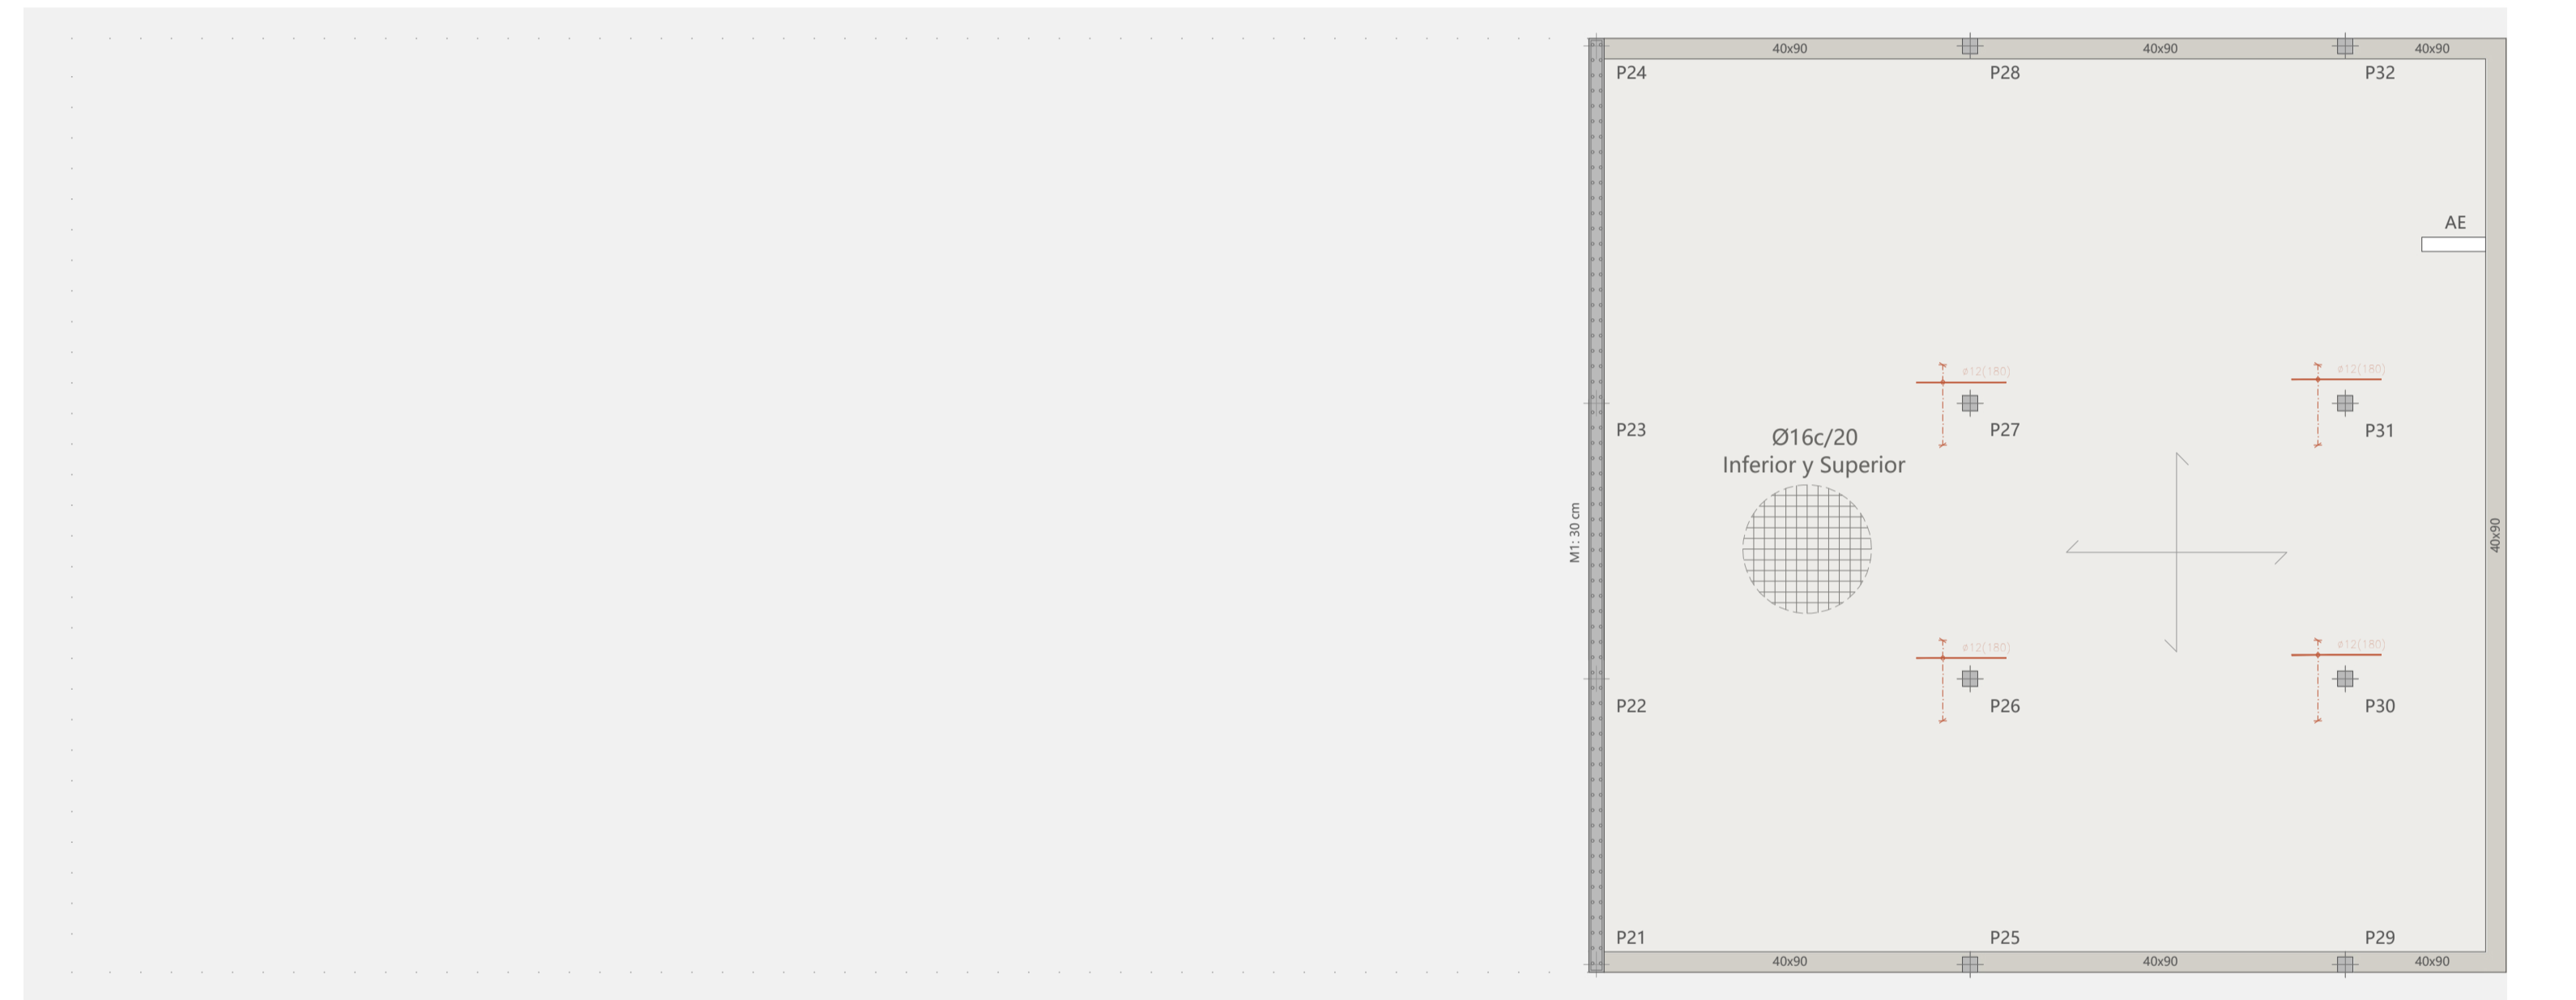 40x90
40x90
40x90
P24
P28
P32
AE
ø12(180)
ø12(180)
P23
P27
P31
Ø16c/20
Inferior y Superior
M1: 30 cm
40x90
ø12(180)
ø12(180)
P22
P26
P30
P21
P25
P29
40x90
40x90
40x90